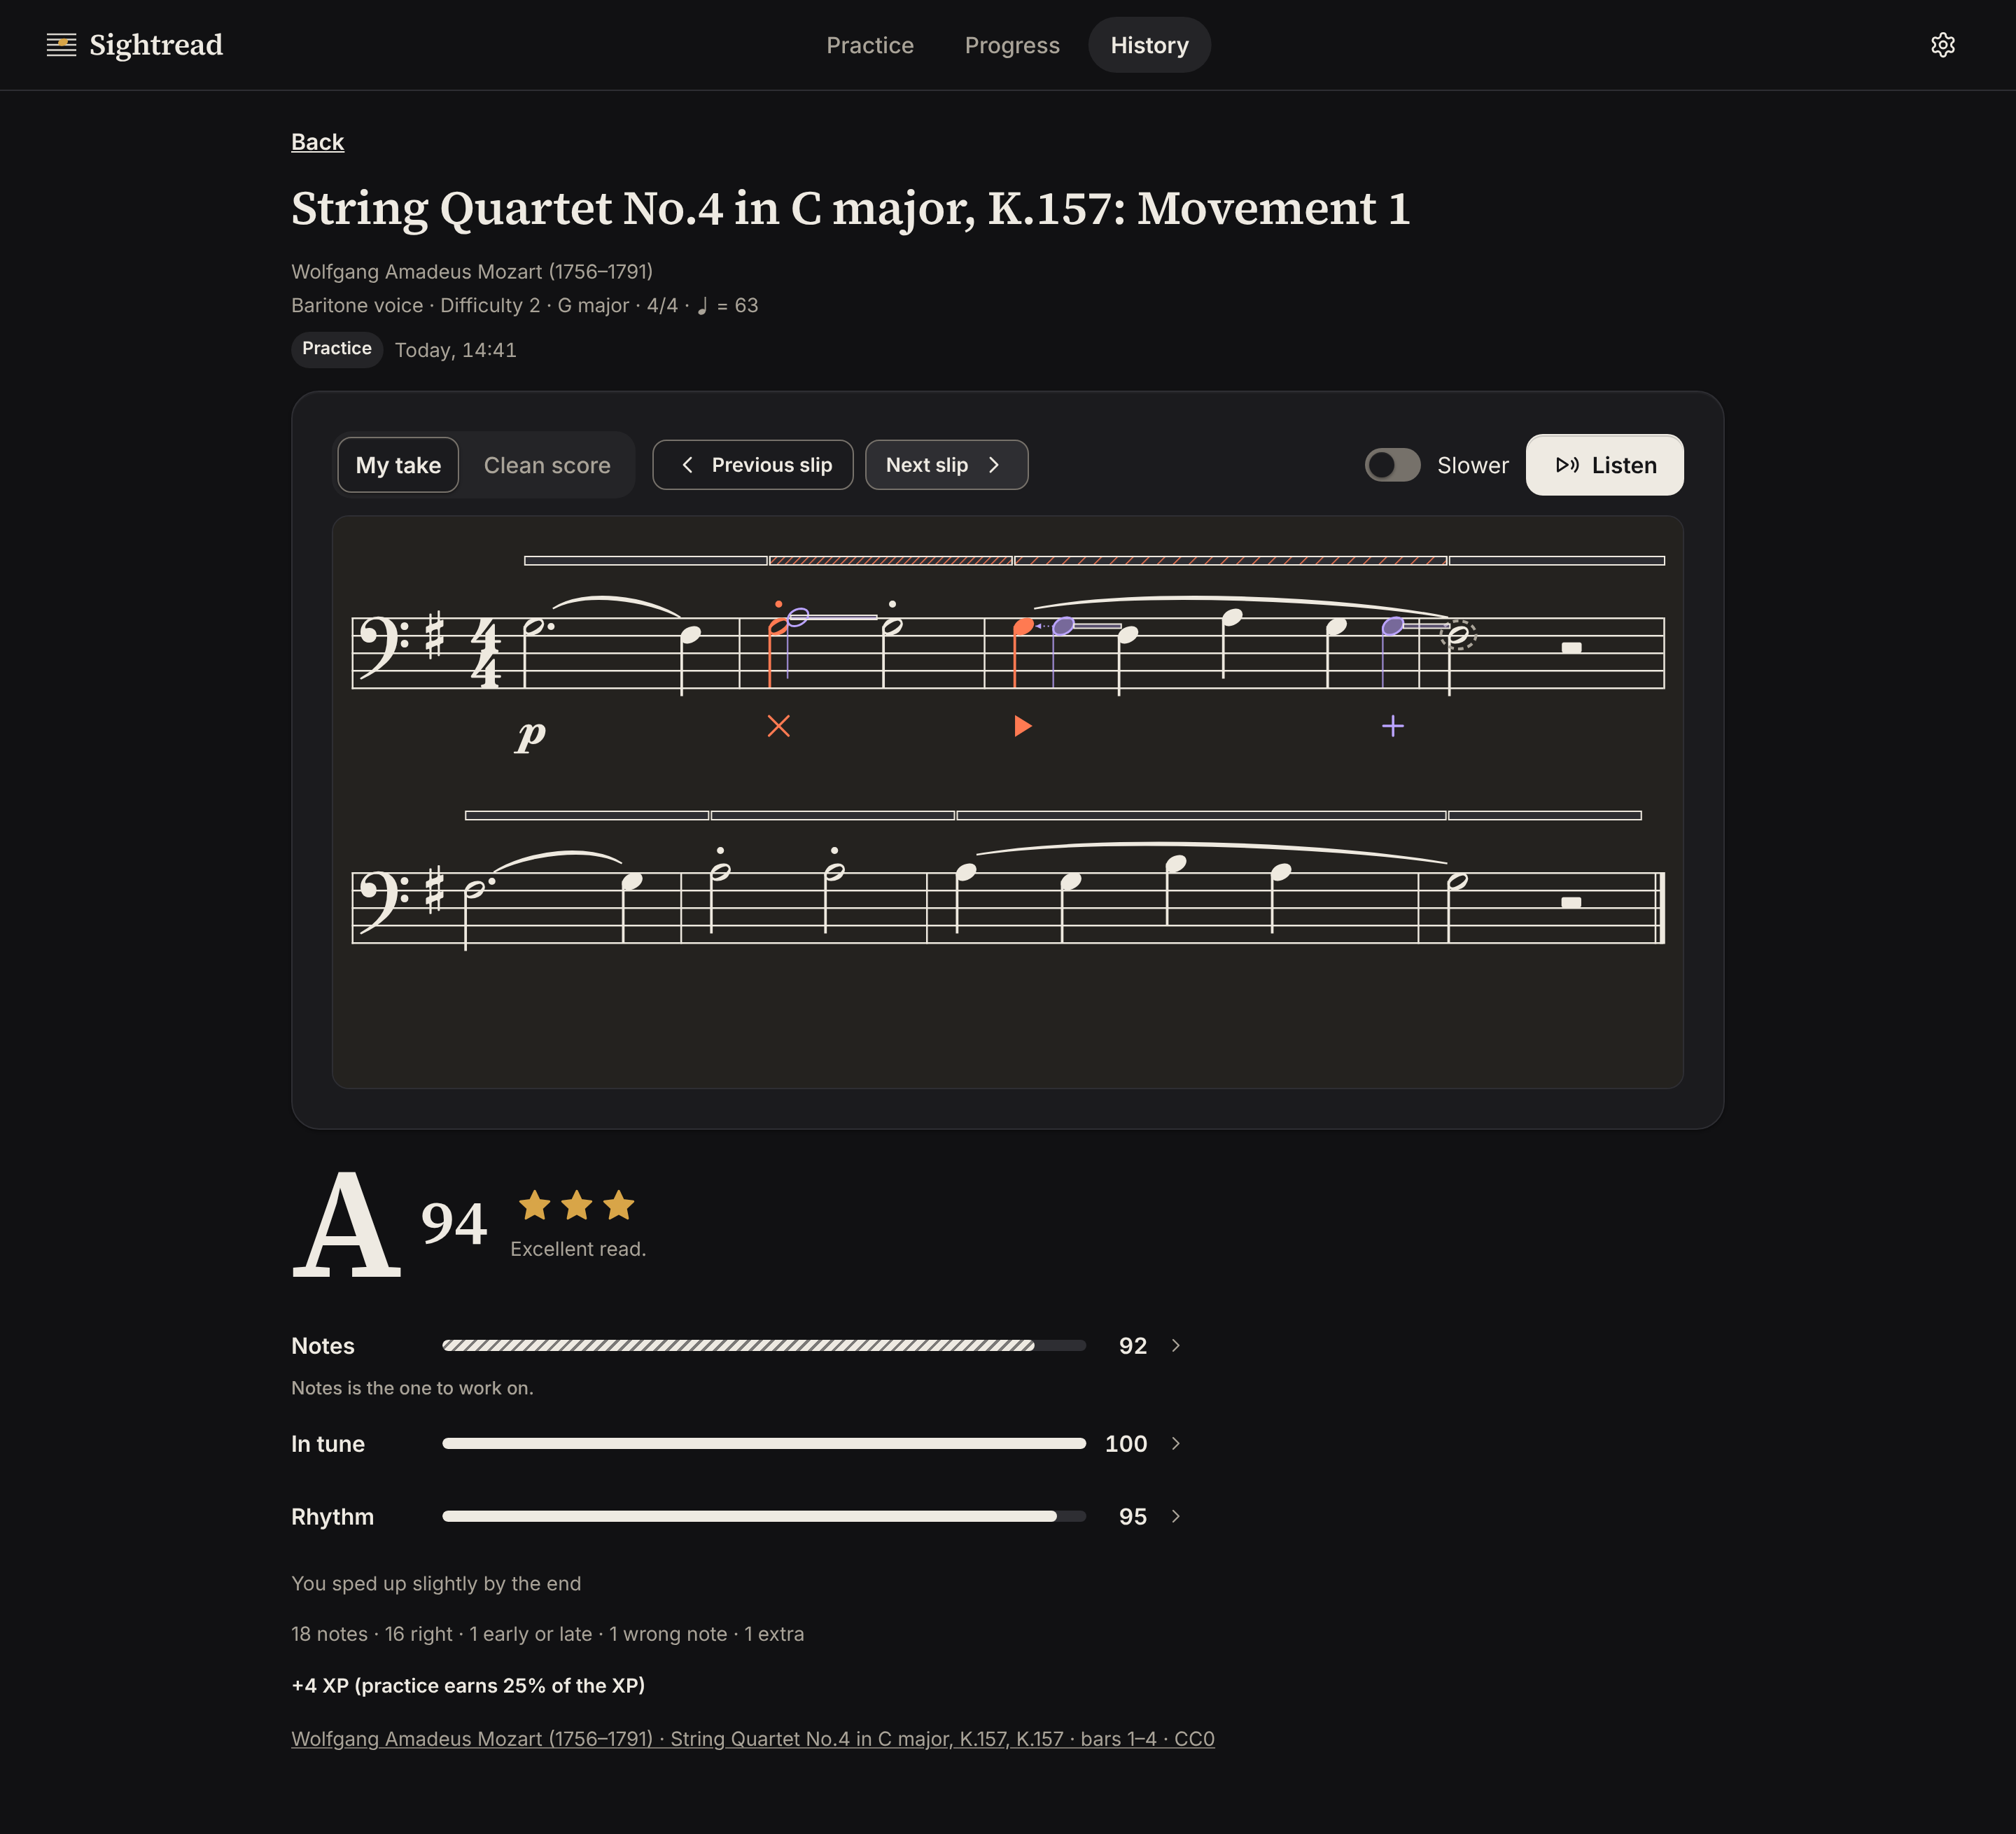 Sightread
Practice
Progress
History
Back
String Quartet No.4 in C major, K.157: Movement 1
Wolfgang Amadeus Mozart (1756–1791)
Baritone voice · Difficulty 2 · G major · 4/4 · ♩ = 63
Practice
Today, 14:41
My take
Clean score
Previous slip
Next slip
Slower
Listen
4
4
p
A
94
Excellent read.
Notes
92
Notes is the one to work on.
In tune
100
Rhythm
95
You sped up slightly by the end
18 notes · 16 right · 1 early or late · 1 wrong note · 1 extra
+4 XP (practice earns 25% of the XP)
Wolfgang Amadeus Mozart (1756–1791) · String Quartet No.4 in C major, K.157, K.157 · bars 1–4 · CC0